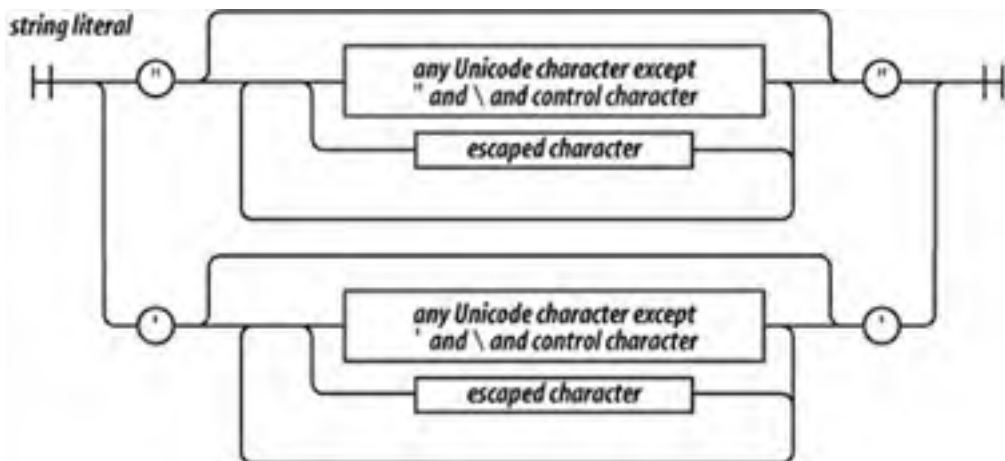 string literal
"
any Unicode character except
" and \ and control character
"
escaped character
'
any Unicode character except
' and \ and control character
'
escaped character